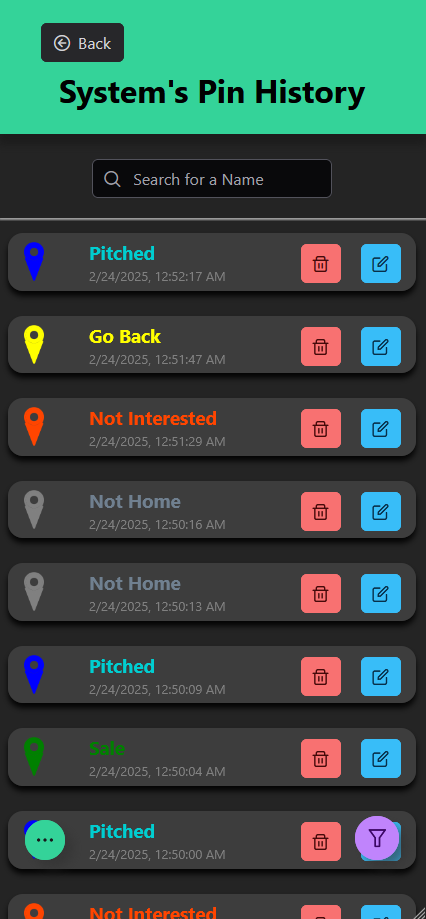 Back
System's Pin History
Search for a Name
Pitched
2/24/2025, 12:52:17 AM
Go Back
2/24/2025, 12:51:47 AM
Not Interested
2/24/2025, 12:51:29 AM
Not Home
2/24/2025, 12:50:16 AM
Not Home
2/24/2025, 12:50:13 AM
Pitched
2/24/2025, 12:50:09 AM
Sale
2/24/2025, 12:50:04 AM
Pitched
2/24/2025, 12:50:00 AM
Not Interested